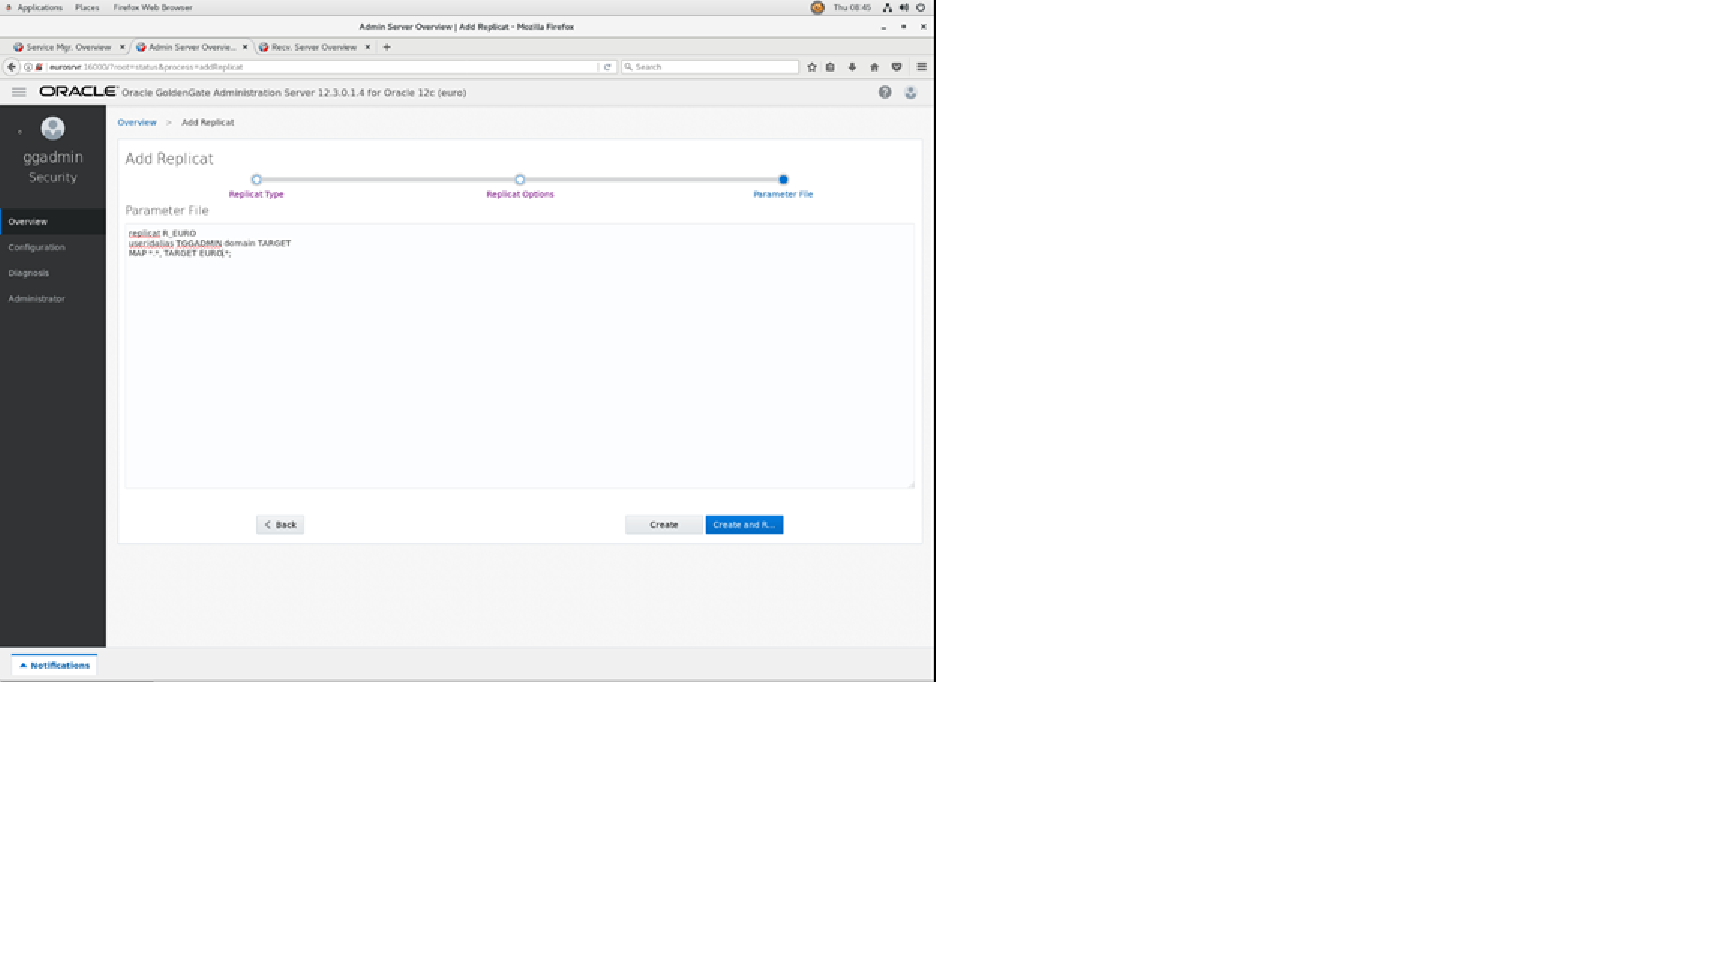 Applications Places Firefox Web Browser Thu 08:45
Admin Server Overview | Add Replicat - Mozilla Firefox
Service Mgr. Overview × Admin Server Overvie... × Recv. Server Overview × +
eurosrvr:16000/?root=status&process=addReplicat Search
ORACLE Oracle GoldenGate Administration Server 12.3.0.1.4 for Oracle 12c (euro)
Overview > Add Replicat
ggadmin
Security
Overview
Configuration
Diagnosis
Administrator
Add Replicat
Replicat Type Replicat Options Parameter File
Parameter File
replicat R_EURO
useridalias TGGADMIN domain TARGET
MAP *.*, TARGET EURO.*;
Back Create Create and R...
Notifications